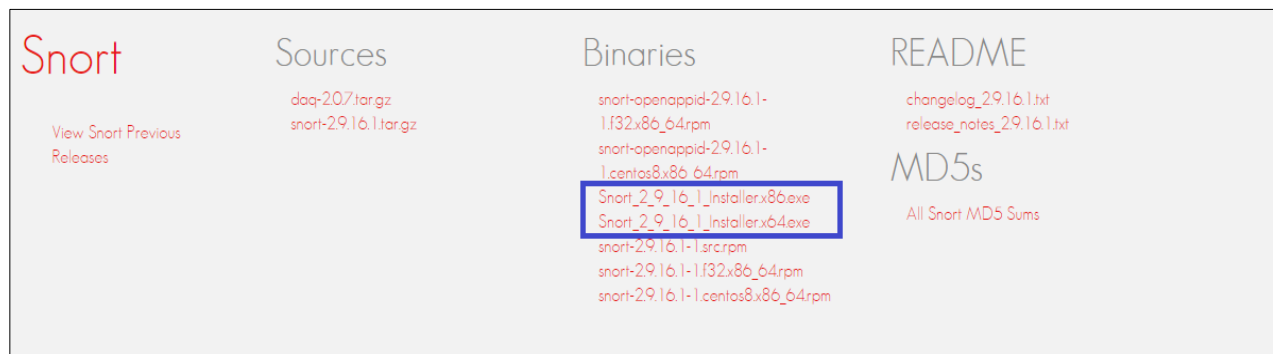 Snort
View Snort Previous
Releases
Sources
daq-2.0.7.tar.gz
snort-2.9.16.1.tar.gz
Binaries
snort-openappid-2.9.16.1-
1.f32.x86_64.rpm
snort-openappid-2.9.16.1-
1.centos8.x86_64.rpm
Snort_2_9_16_1_Installer.x86.exe
Snort_2_9_16_1_Installer.x64.exe
snort-2.9.16.1-1.src.rpm
snort-2.9.16.1-1.f32.x86_64.rpm
snort-2.9.16.1-1.centos8.x86_64.rpm
README
changelog_2.9.16.1.txt
release_notes_2.9.16.1.txt
MD5s
All Snort MD5 Sums